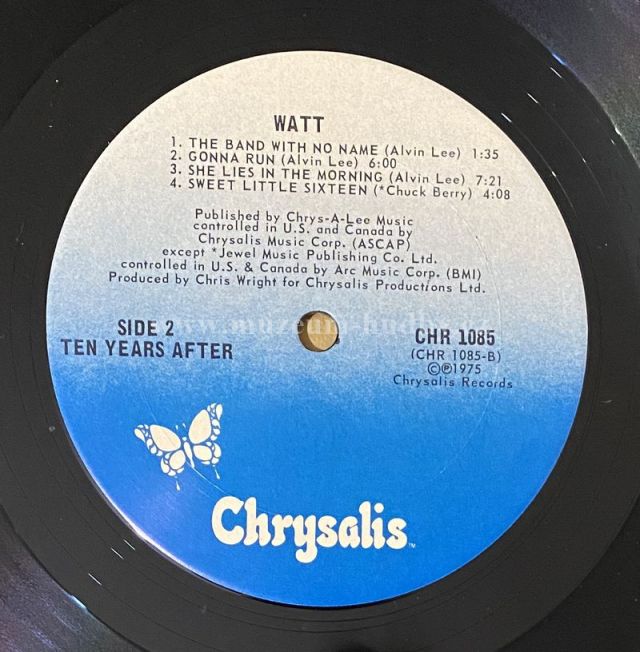 WATT
1. THE BAND WITH NO NAME (Alvin Lee) 1:35
2. GONNA RUN (Alvin Lee) 6:00
3. SHE LIES IN THE MORNING (Alvin Lee) 7:21
4. SWEET LITTLE SIXTEEN (*Chuck Berry) 4:08
Published by Chrys-A-Lee Music
controlled in U.S. and Canada by
Chrysalis Music Corp. (ASCAP)
except *Jewel Music Publishing Co. Ltd.
controlled in U.S. & Canada by Arc Music Corp. (BMI)
Produced by Chris Wright for Chrysalis Productions Ltd.
SIDE 2
TEN YEARS AFTER
CHR 1085
(CHR 1085-B)
©℗1975
Chrysalis Records
Chrysalis™